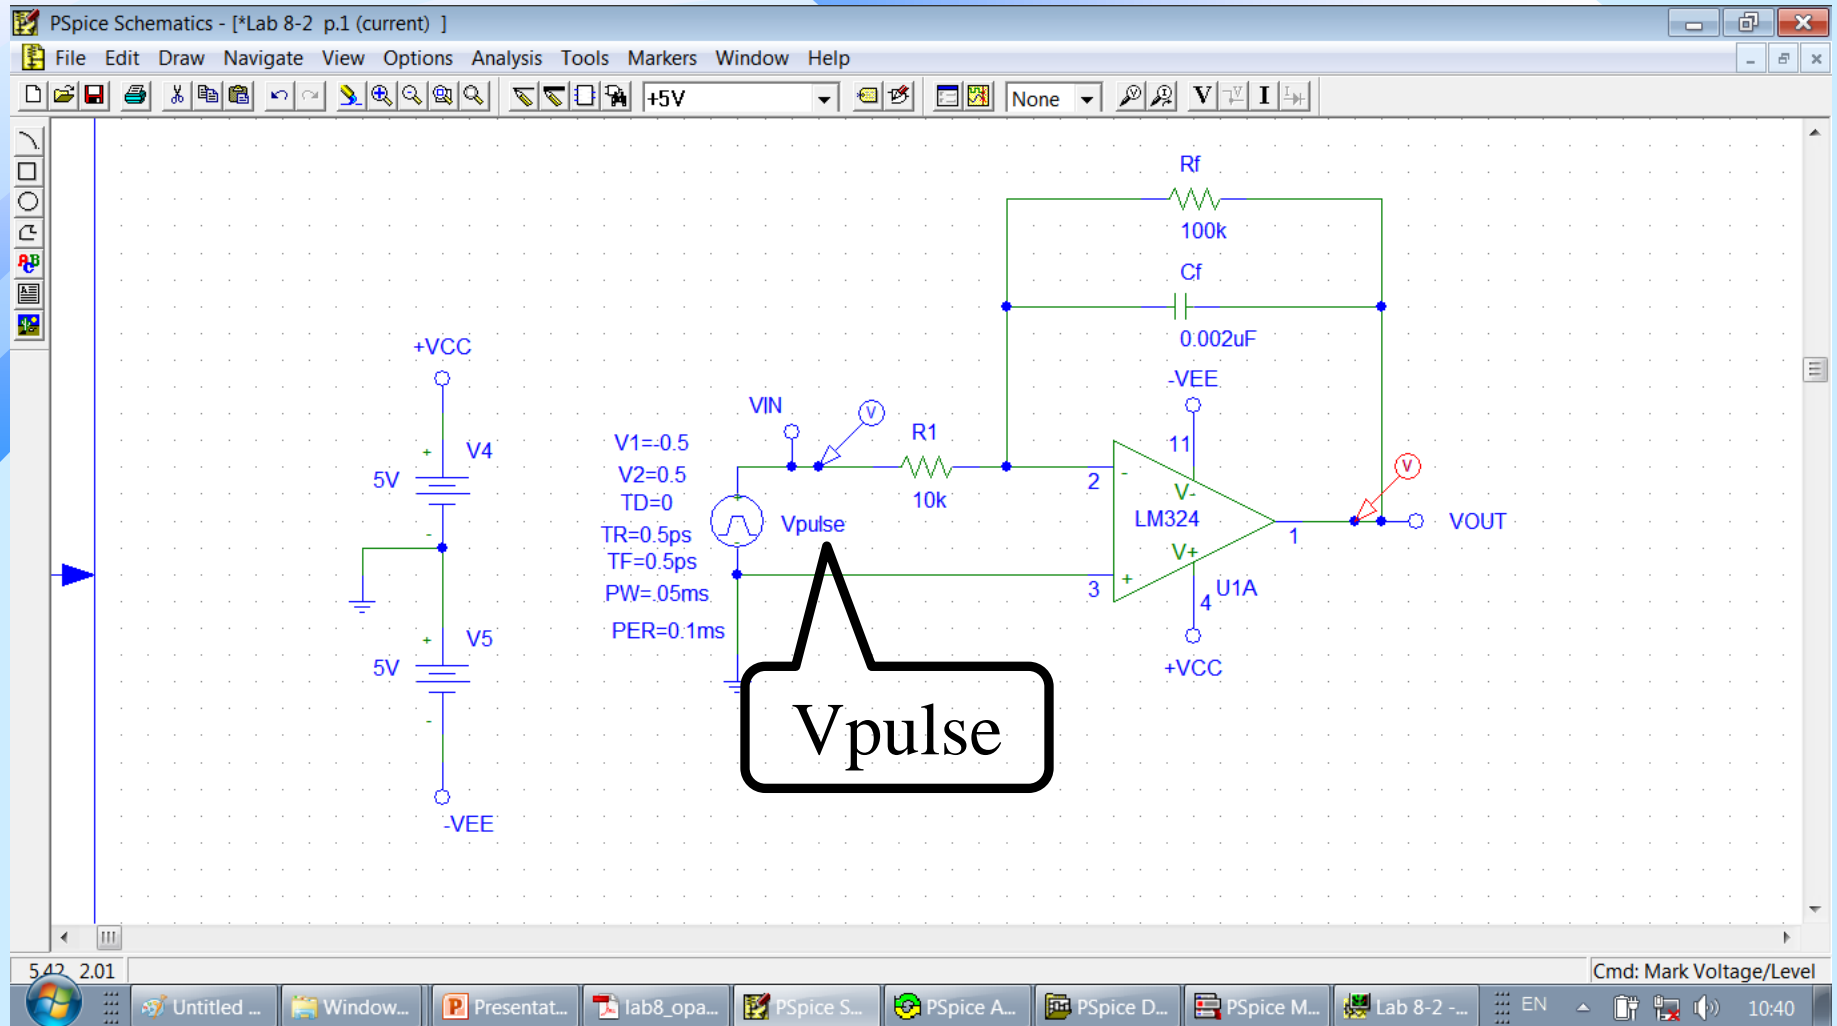 PSpice Schematics - [*Lab 8-2 p.1 (current) ]
File Edit Draw Navigate View Options Analysis Tools Markers Window Help
+5V
None
V
I
ABC
Rf
100k
Cf
0.002uF
+VCC
-VEE
VIN
V
R1
11
V1=-0.5
V4
+
V2=0.5
5V
10k
2
-
V-
V
TD=0
+
LM324
VOUT
Vpulse
TR=0.5ps
1
-
-
V+
TF=0.5ps
3
+
U1A
PW=.05ms
4
PER=0.1ms
+
V5
5V
+VCC
-
Vpulse
-VEE
5.42, 2.01
Cmd: Mark Voltage/Level
Untitled ...
Window...
Presentat...
lab8_opa...
PSpice S...
PSpice A...
PSpice D...
PSpice M...
Lab 8-2 -...
EN
10:40